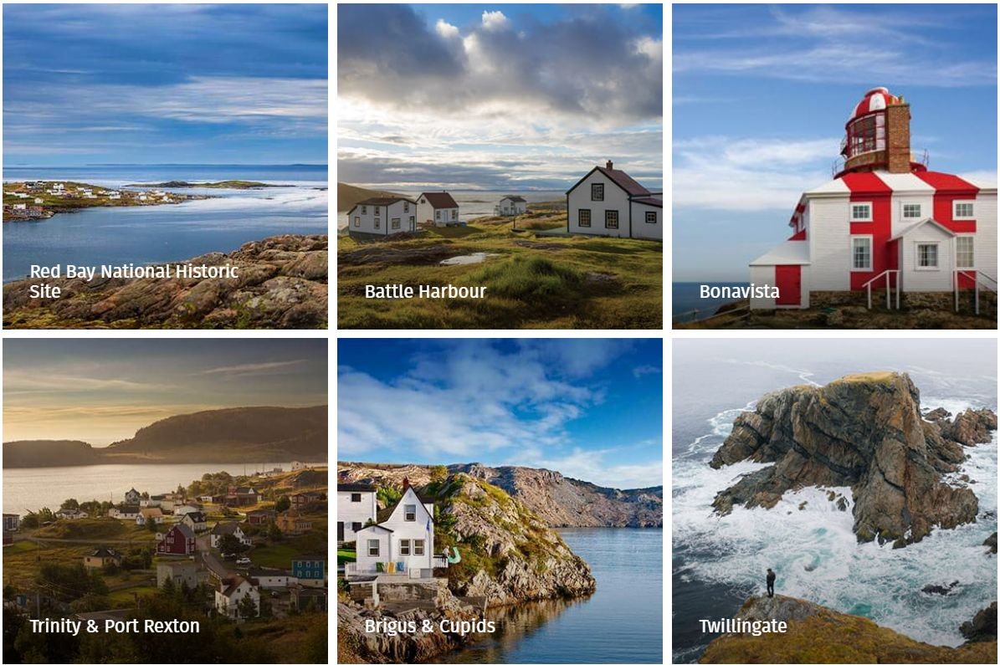 Red Bay National Historic
Site
Battle Harbour
Bonavista
Trinity & Port Rexton
Brigus & Cupids
Twillingate